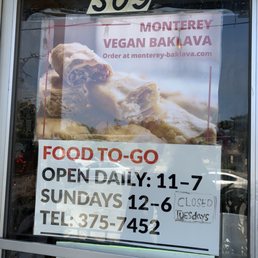 309
MONTEREY
VEGAN BAKLAVA
Order at monterey-baklava.com
FOOD TO-GO
OPEN DAILY: 11-7
SUNDAYS 12-6
CLOSED
TUESDAYS
TEL: 375-7452